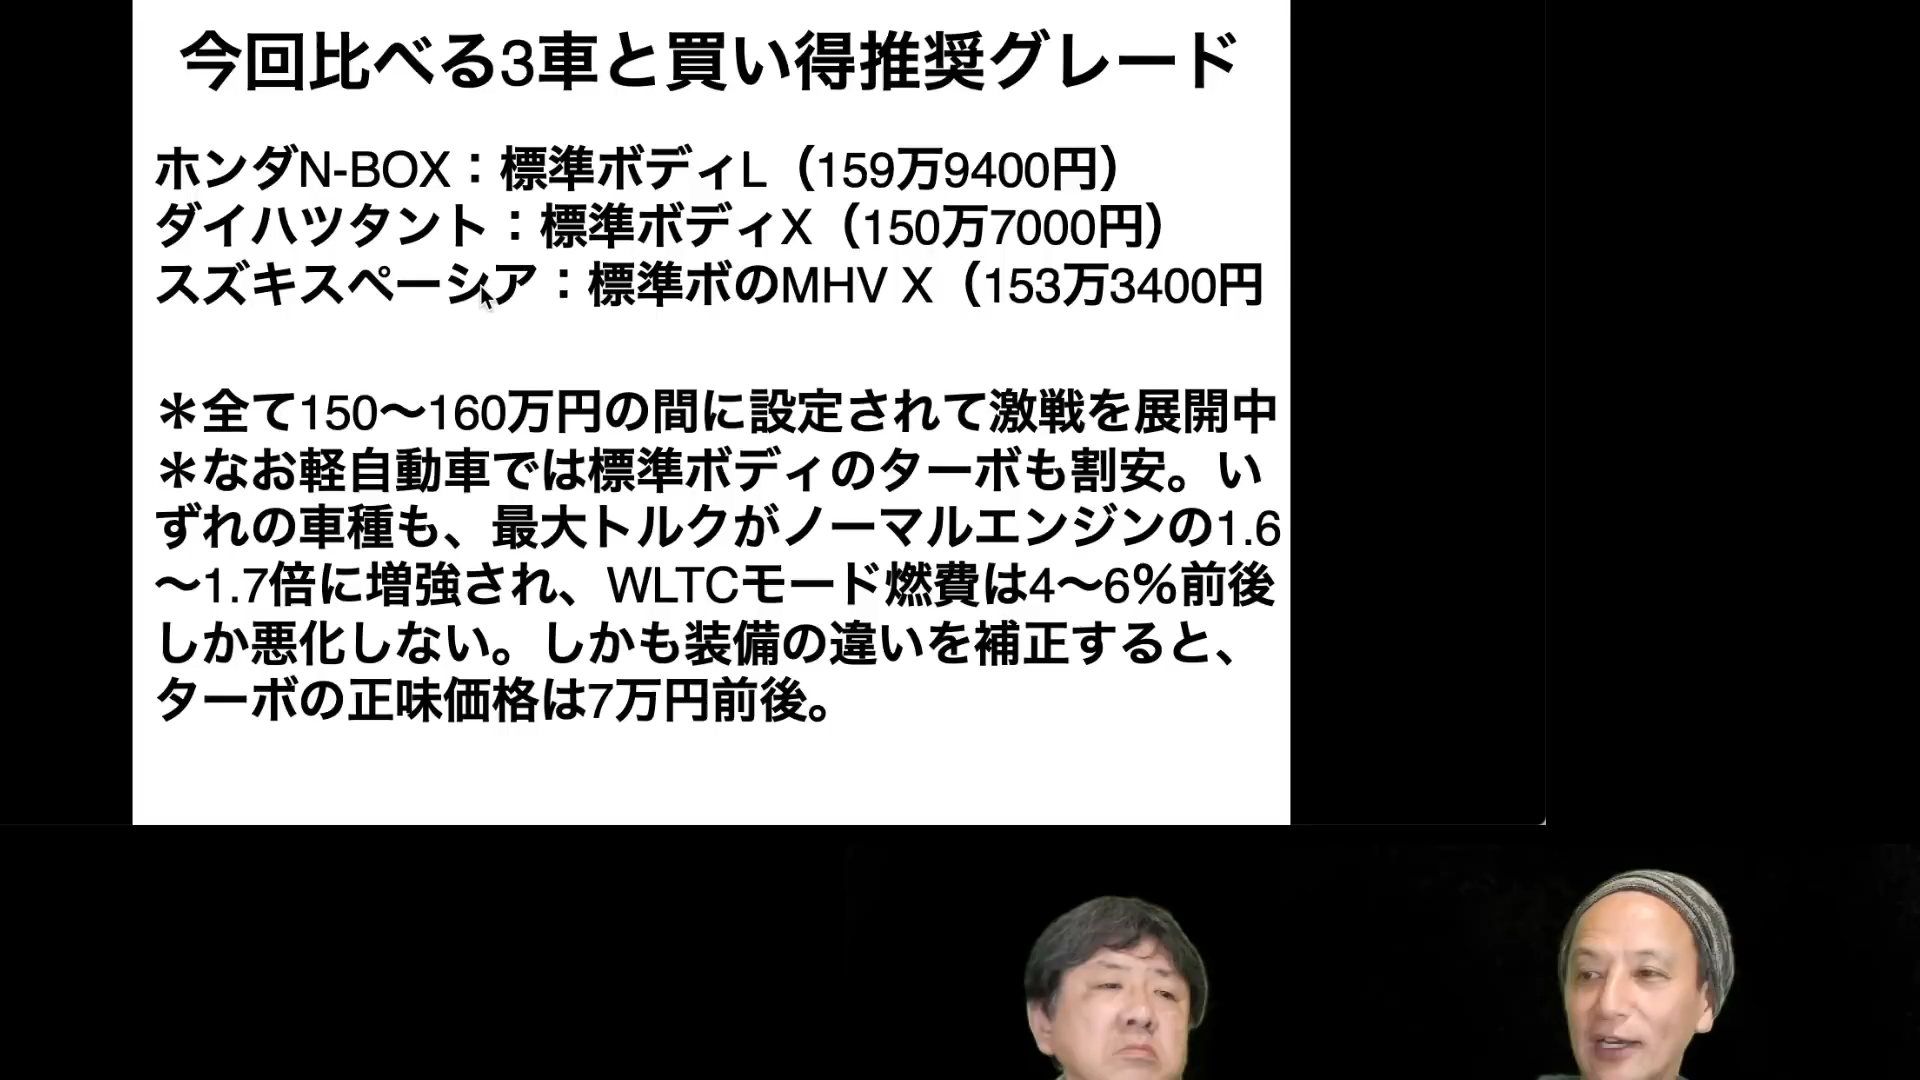 今回比べる3車と買い得推奨グレード
ホンダN-BOX：標準ボディL（159万9400円）
ダイハツタント：標準ボディX（150万7000円）
スズキスペーシア：標準ボのMHV X（153万3400円
＊全て150〜160万円の間に設定されて激戦を展開中
＊なお軽自動車では標準ボディのターボも割安。い
ずれの車種も、最大トルクがノーマルエンジンの1.6
〜1.7倍に増強され、WLTCモード燃費は4〜6％前後
しか悪化しない。しかも装備の違いを補正すると、
ターボの正味価格は7万円前後。